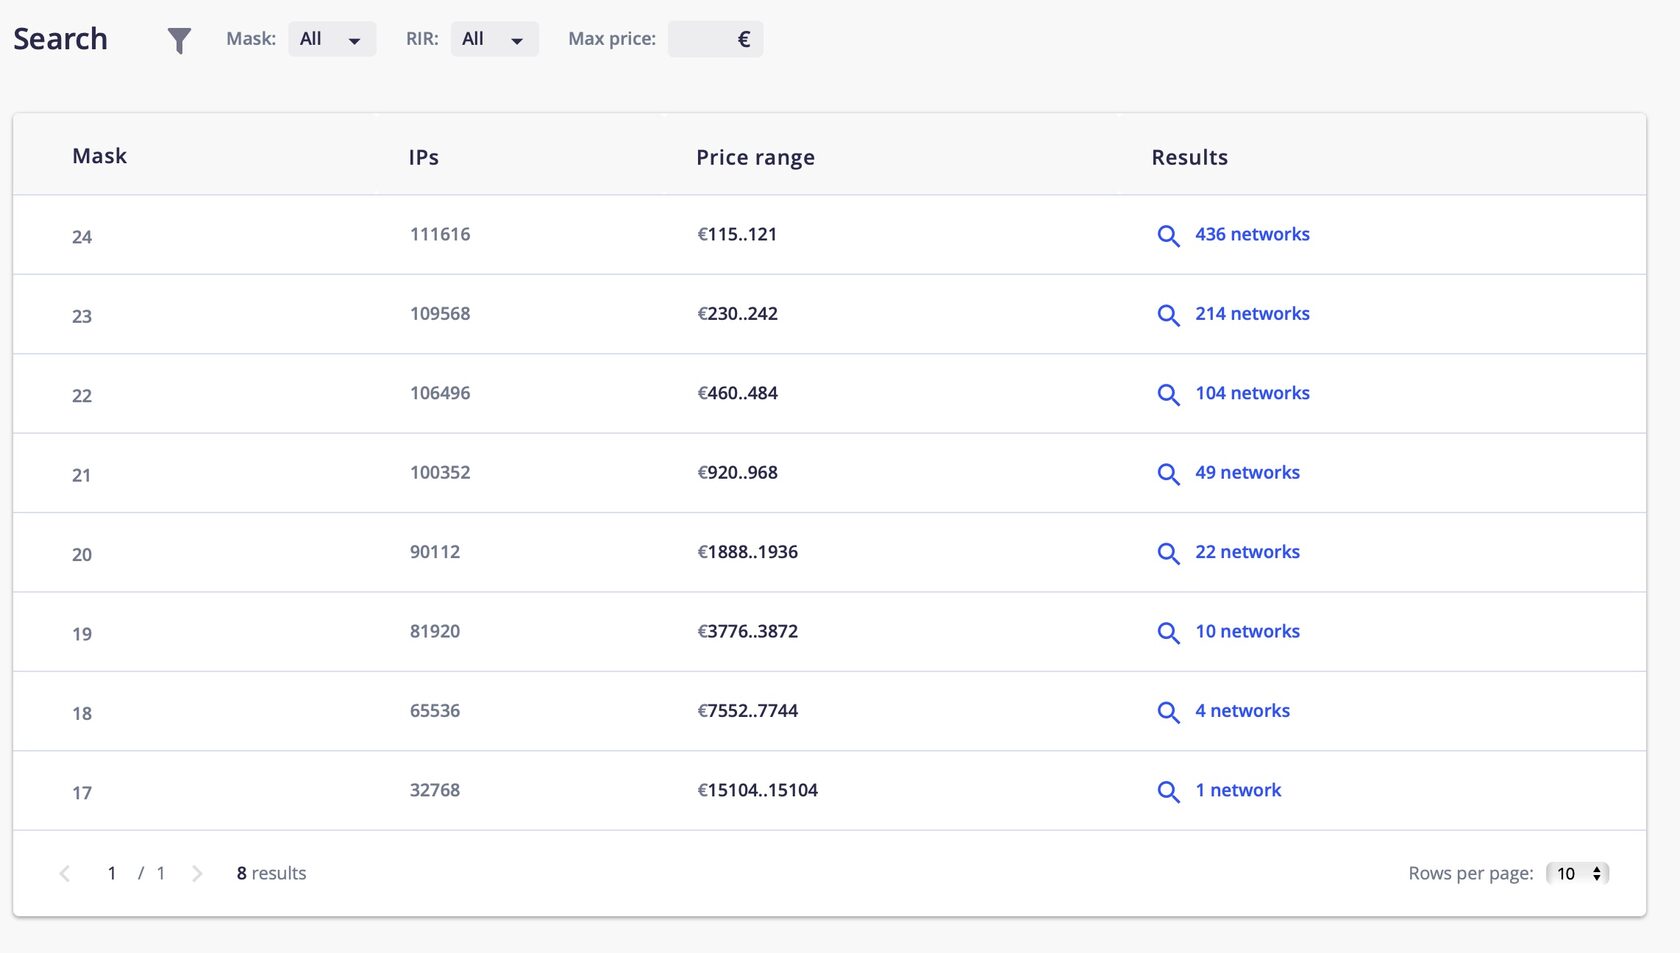 Search Mask: All RIR: All Max price: €
Mask IPs Price range Results
24 111616 €115..121 436 networks
23 109568 €230..242 214 networks
22 106496 €460..484 104 networks
21 100352 €920..968 49 networks
20 90112 €1888..1936 22 networks
19 81920 €3776..3872 10 networks
18 65536 €7552..7744 4 networks
17 32768 €15104..15104 1 network
1 / 1 8 results Rows per page: 10